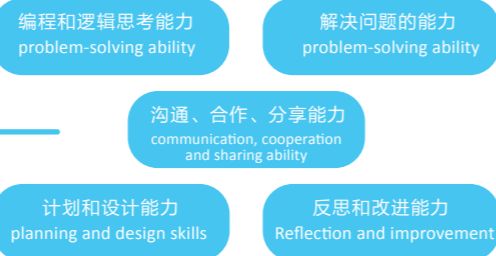 编程和逻辑思考能力
problem-solving ability
解决问题的能力
problem-solving ability
沟通、合作、分享能力
communication, cooperation
and sharing ability
计划和设计能力
planning and design skills
反思和改进能力
Reflection and improvement